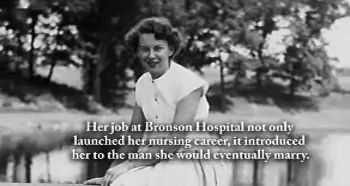 Her job at Bronson Hospital not only
launched her nursing career, it introduced
her to the man she would eventually marry.